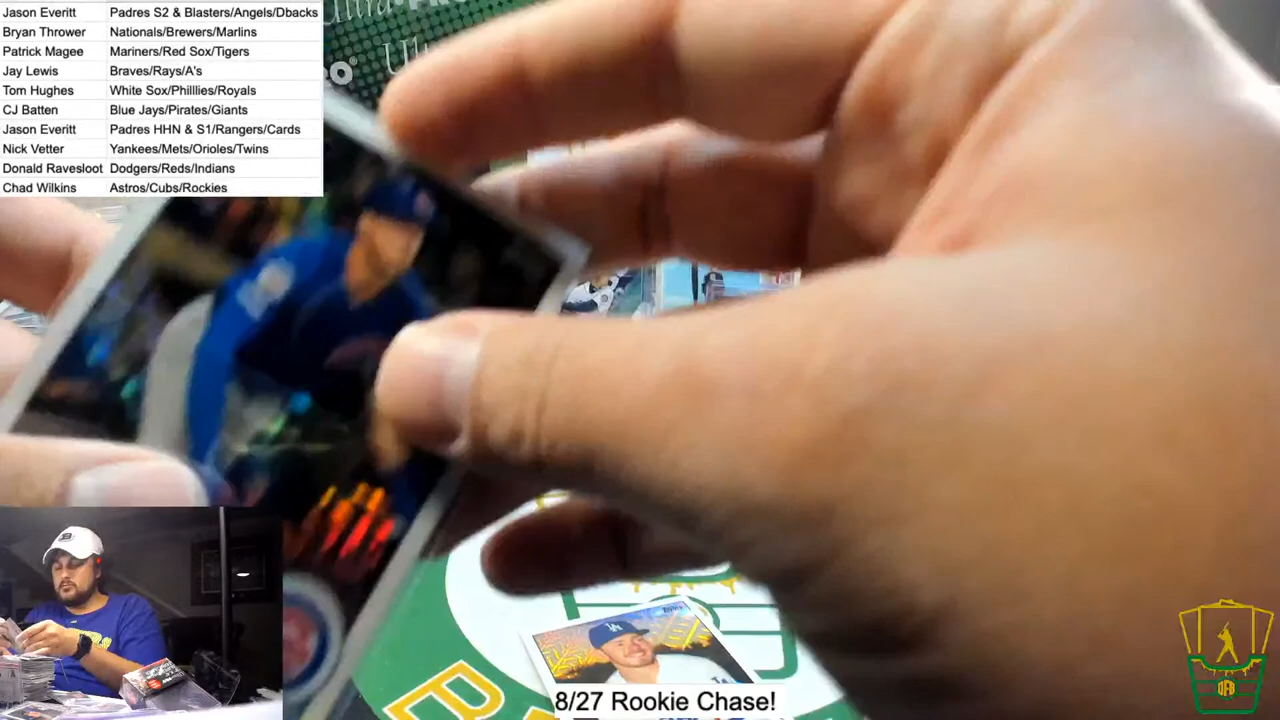 Jason Everitt Padres S2 & Blasters/Angels/Dbacks
Bryan Thrower Nationals/Brewers/Marlins
Patrick Magee Mariners/Red Sox/Tigers
Jay Lewis Braves/Rays/A's
Tom Hughes White Sox/Philllies/Royals
CJ Batten Blue Jays/Pirates/Giants
Jason Everitt Padres HHN & S1/Rangers/Cards
Nick Vetter Yankees/Mets/Orioles/Twins
Donald Ravesloot Dodgers/Reds/Indians
Chad Wilkins Astros/Cubs/Rockies
LA
8/27 Rookie Chase!